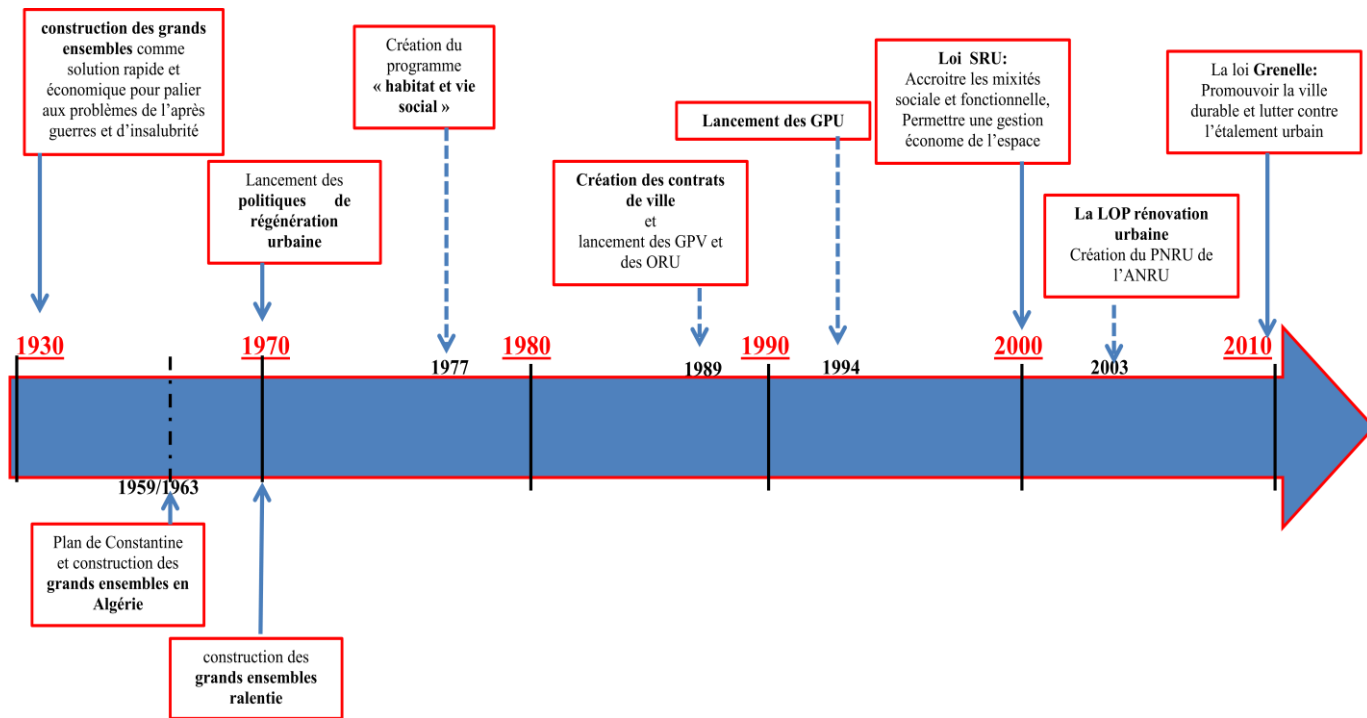 construction des grands
ensembles comme
solution rapide et
économique pour palier
aux problèmes de l'après
guerres et d'insalubrité
Lancement des
politiques de
régénération
urbaine
Création du
programme
« habitat et vie
social »
Création des contrats
de ville
et
lancement des GPV et
des ORU
Lancement des GPU
Loi SRU:
Accroitre les mixités
sociale et fonctionnelle,
Permettre une gestion
économe de l'espace
La LOP rénovation
urbaine
Création du PNRU de
l'ANRU
La loi Grenelle:
Promouvoir la ville
durable et lutter contre
l'étalement urbain
1930
1970
1977
1980
1989
1990
1994
2000
2003
2010
1959/1963
Plan de Constantine
et construction des
grands ensembles en
Algérie
construction des
grands ensembles
ralentie